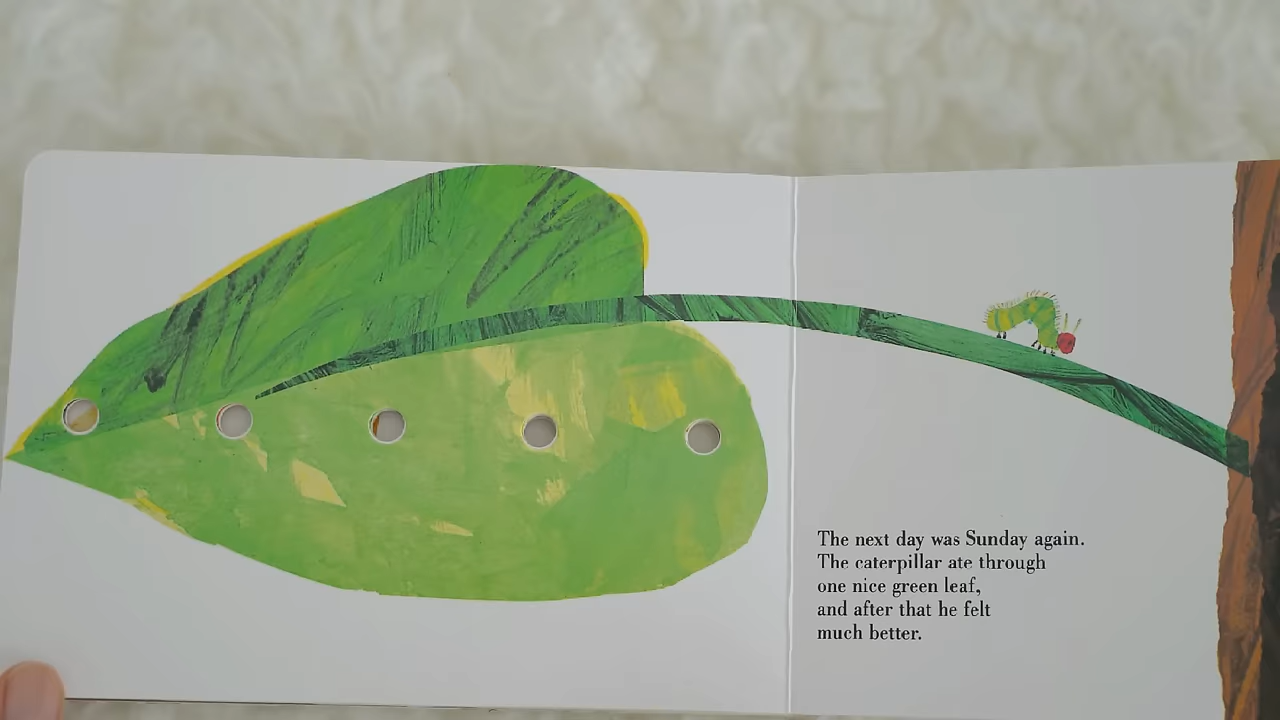 The next day was Sunday again.
The caterpillar ate through
one nice green leaf,
and after that he felt
much better.